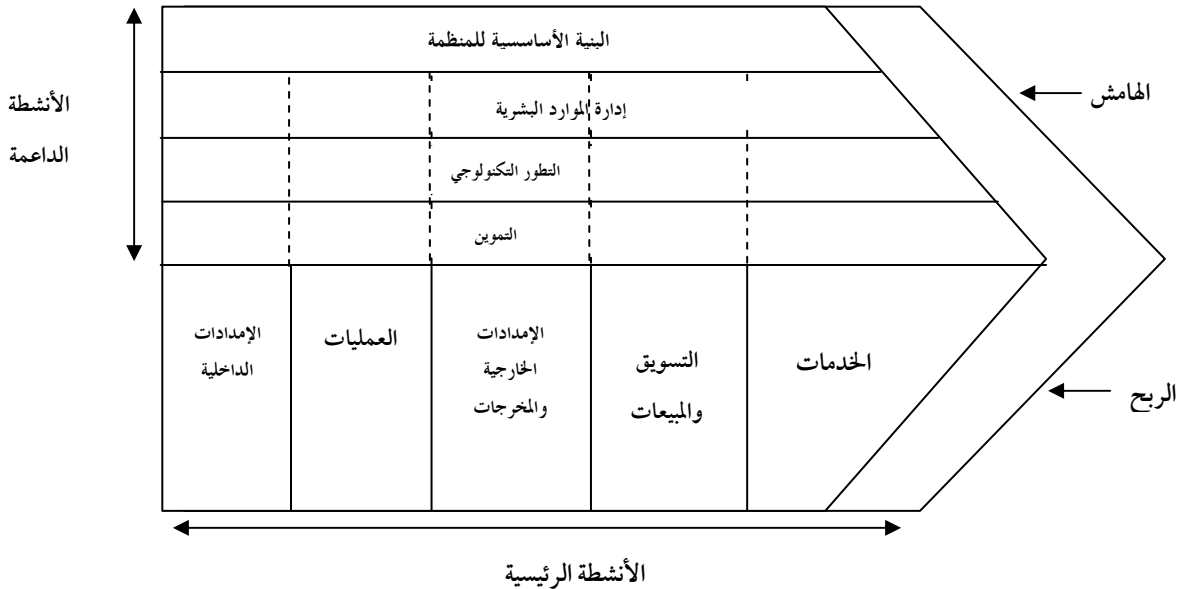 البنية الأساسسية للمنظمة
إدارة الموارد البشرية
التطور التكنولوجي
التموين
الأنشطة
الداعمة
الهامش
الربح
الإمدادات
الداخلية
العمليات
الإمدادات
الخارجية
والمخرجات
التسويق
والمبيعات
الخدمات
الأنشطة الرئيسية